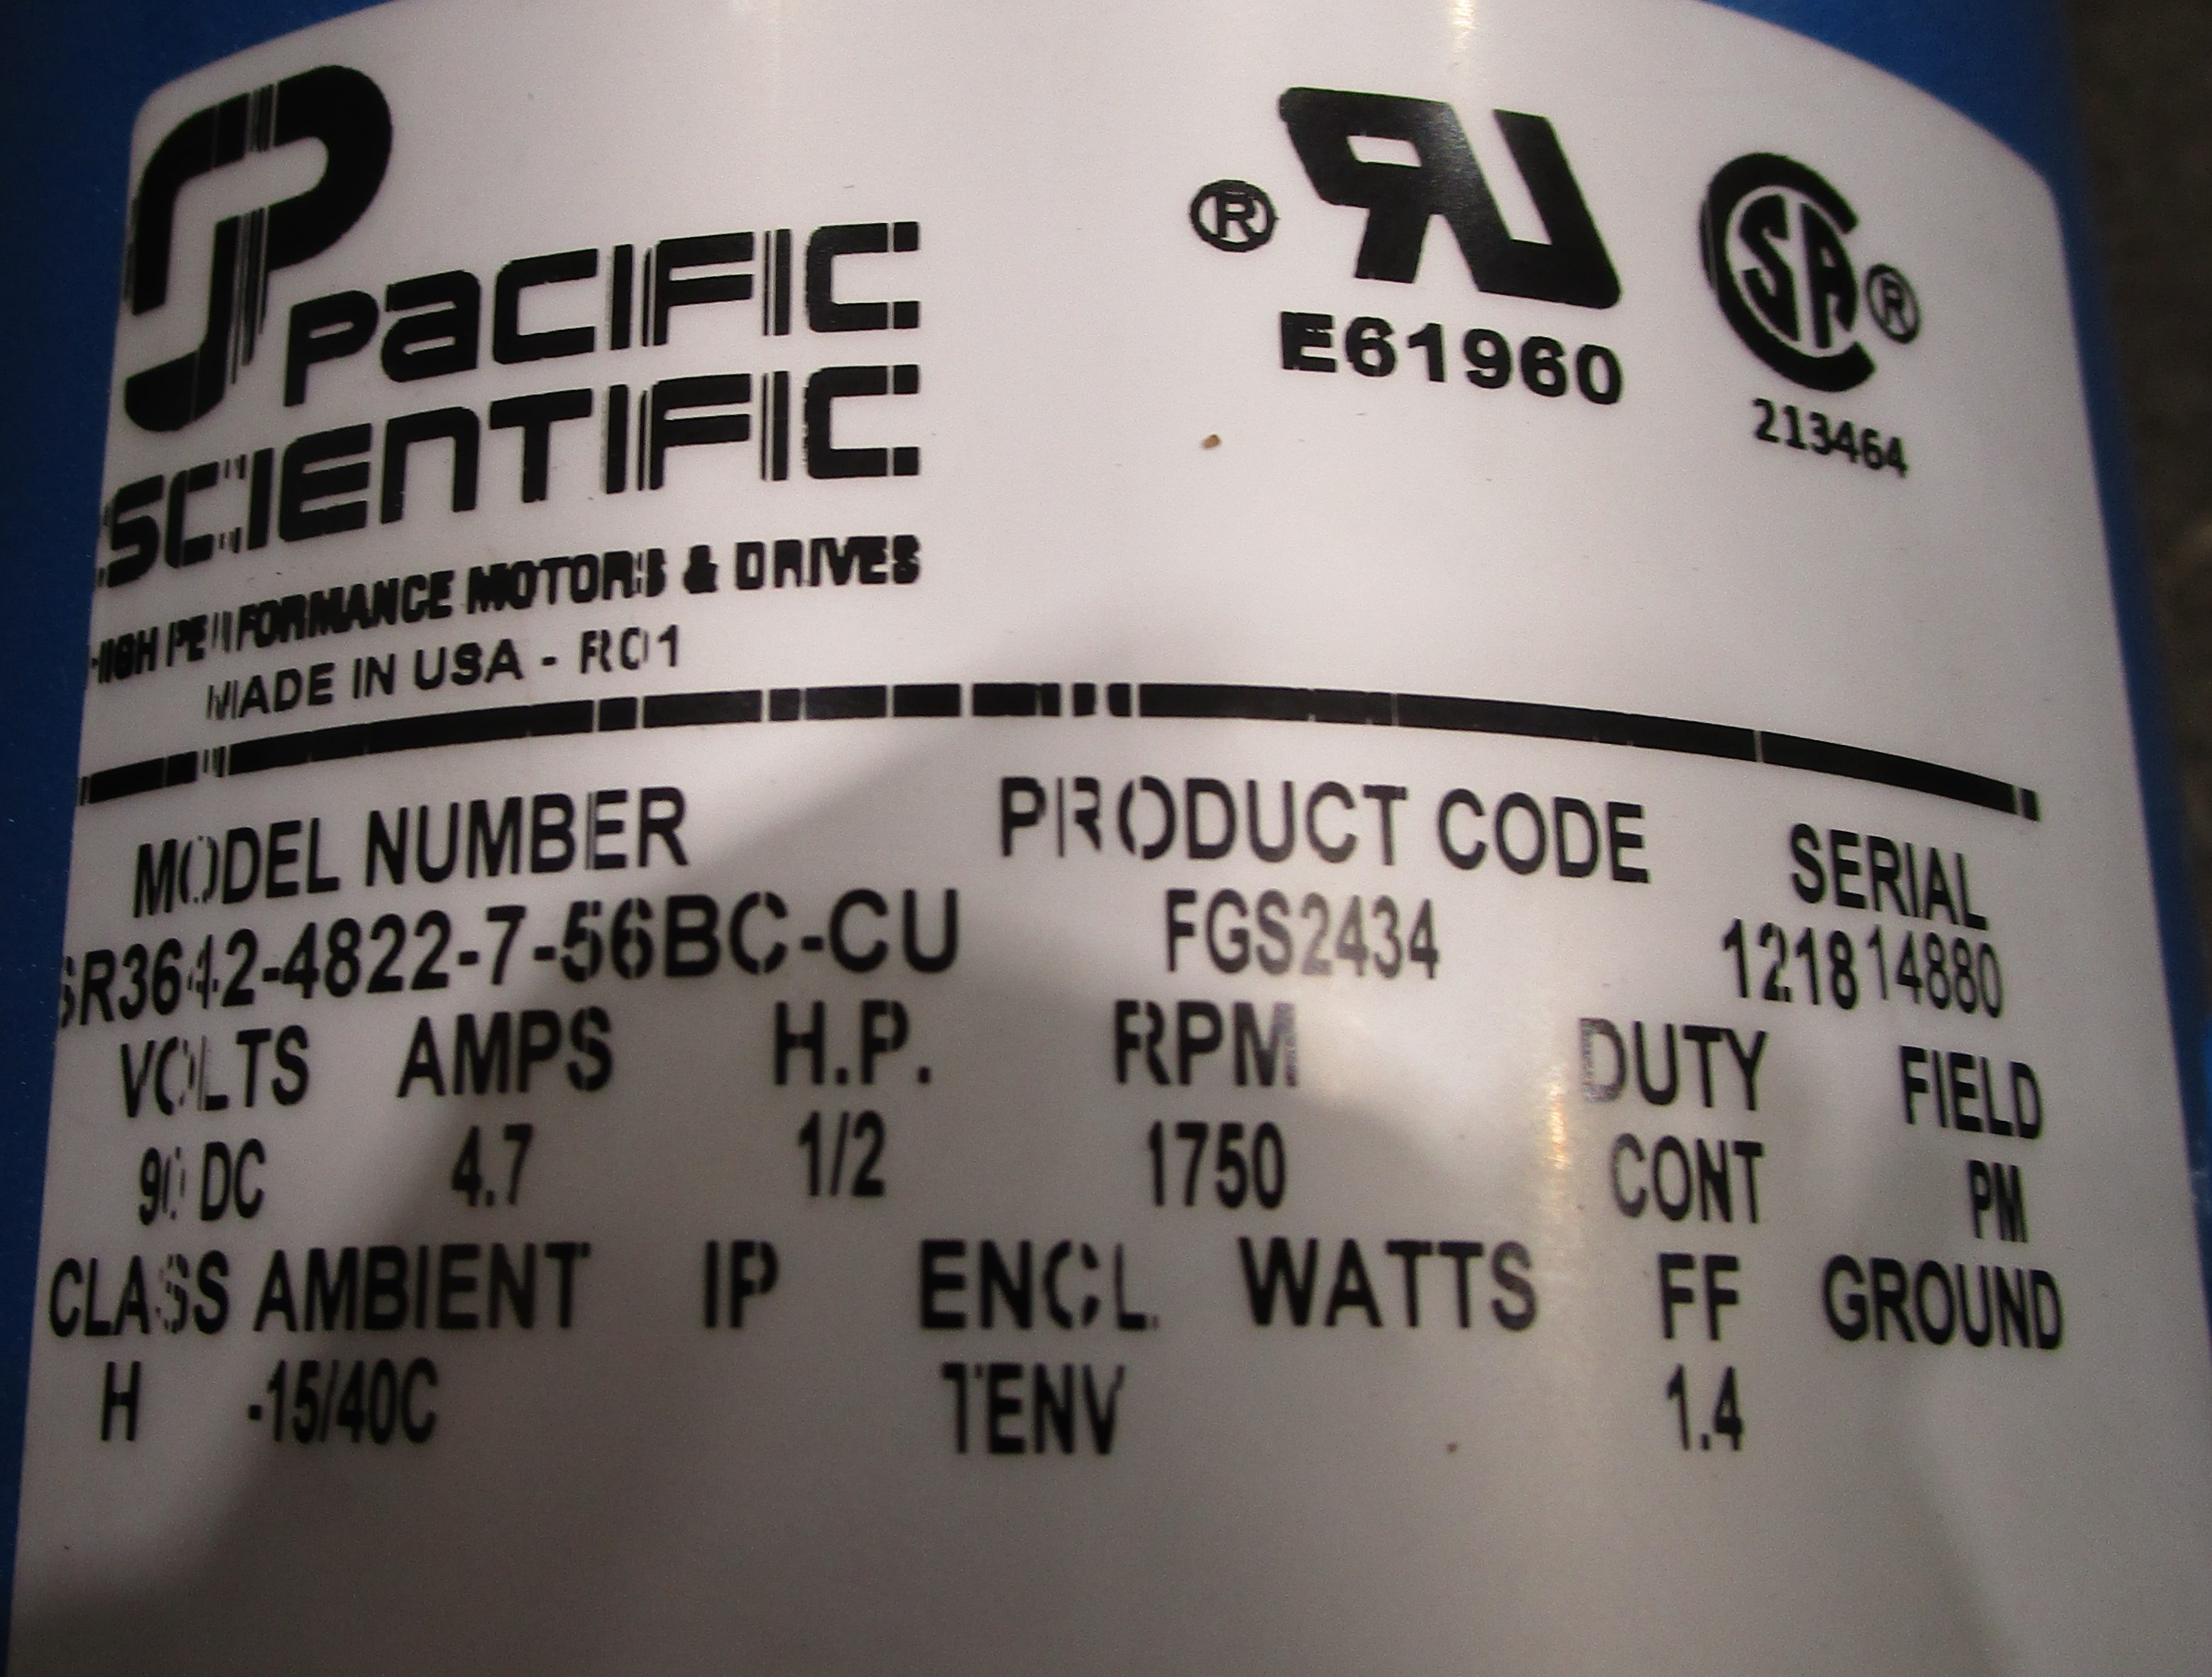 PACIFIC
SCIENTIFIC
HIGH PERFORMANCE MOTORS & DRIVES
MADE IN USA - R01
® RU
E61960
CSA ®
213464
MODEL NUMBER PRODUCT CODE SERIAL
SR3642-4822-7-56BC-CU FGS2434 121814880
VOLTS AMPS H.P. RPM DUTY FIELD
90 DC 4.7 1/2 1750 CONT PM
CLASS AMBIENT IP ENCL. WATTS FF GROUND
H -15/40C TENV 1.4